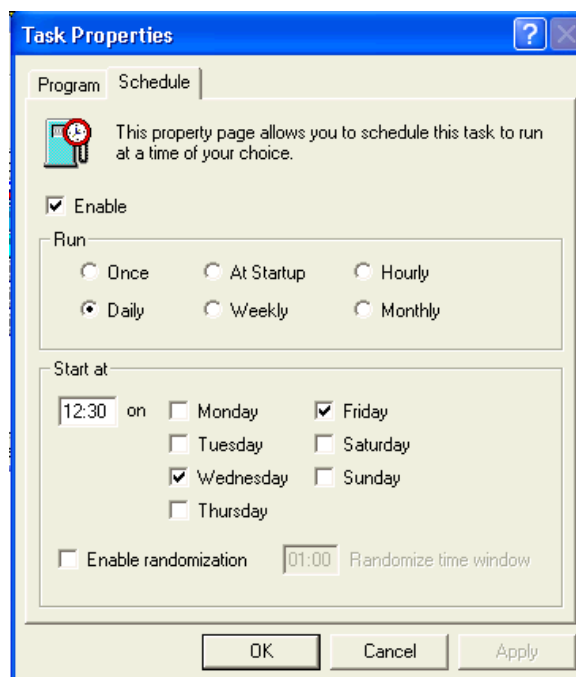 Task Properties
Program Schedule
This property page allows you to schedule this task to run
at a time of your choice.
Enable
Run
Once At Startup Hourly
Daily Weekly Monthly
Start at
12:30 on Monday Friday
Tuesday Saturday
Wednesday Sunday
Thursday
Enable randomization 01:00 Randomize time window
OK Cancel Apply